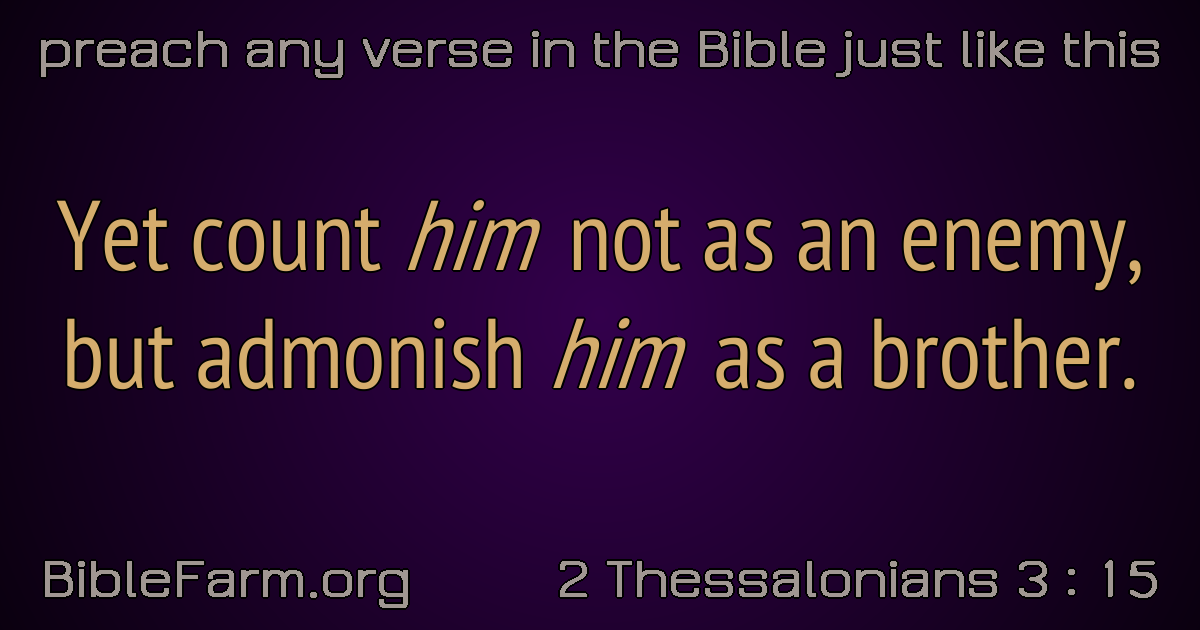 preach any verse in the Bible just like this
Yet count him not as an enemy,
but admonish him as a brother.
BibleFarm.org
2 Thessalonians 3 : 15